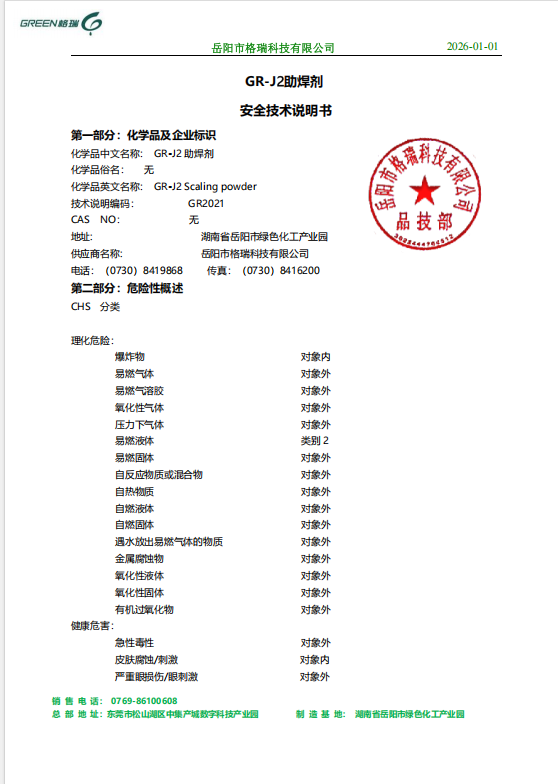 GREEN格瑞
岳阳市格瑞科技有限公司 2026-01-01
GR-J2助焊剂
安全技术说明书
第一部分：化学品及企业标识
化学品中文名称： GR-J2 助焊剂
化学品俗名： 无
化学品英文名称： GR-J2 Scaling powder
技术说明编码： GR2021
CAS NO： 无
地址: 湖南省岳阳市绿色化工产业园
供应商名称: 岳阳市格瑞科技有限公司
电话：（0730）8419868 传真：（0730）8416200
岳阳市格瑞科技有限公司
品技部
第二部分：危险性概述
CHS 分类
理化危险：
爆炸物 对象内
易燃气体 对象外
易燃气溶胶 对象外
氧化性气体 对象外
压力下气体 对象外
易燃液体 类别 2
易燃固体 对象外
自反应物质或混合物 对象外
自热物质 对象外
自燃液体 对象外
自燃固体 对象外
遇水放出易燃气体的物质 对象外
金属腐蚀物 对象外
氧化性液体 对象外
氧化性固体 对象外
有机过氧化物 对象外
健康危害：
急性毒性 对象外
皮肤腐蚀/刺激 对象内
严重眼损伤/眼刺激 对象外
销售电话： 0769-86100608
总部地址：东莞市松山湖区中集产城数字科技产业园 制造基地： 湖南省岳阳市绿色化工产业园